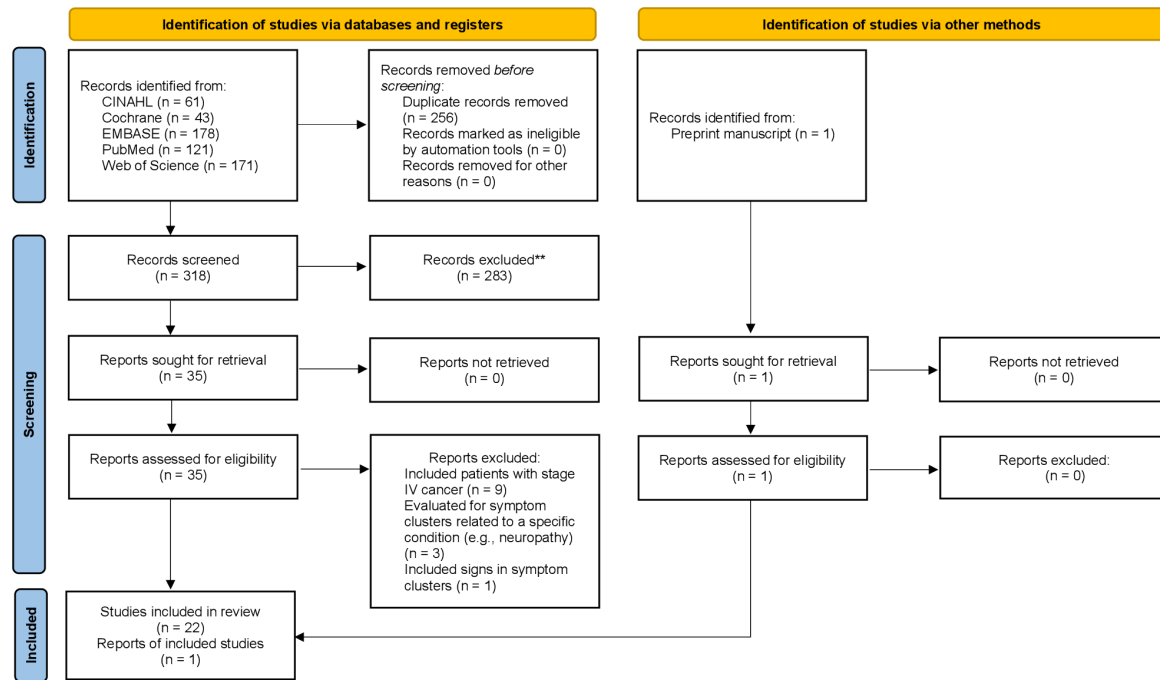 Identification of studies via databases and registers
Identification of studies via other methods
Identification
Records identified from:
CINAHL (n = 61)
Cochrane (n = 43)
EMBASE (n = 178)
PubMed (n = 121)
Web of Science (n = 171)
Records removed before
screening:
Duplicate records removed
(n = 256)
Records marked as ineligible
by automation tools (n = 0)
Records removed for other
reasons (n = 0)
Records identified from:
Preprint manuscript (n = 1)
Screening
Records screened
(n = 318)
Records excluded**
(n = 283)
Reports sought for retrieval
(n = 35)
Reports not retrieved
(n = 0)
Reports sought for retrieval
(n = 1)
Reports not retrieved
(n = 0)
Reports assessed for eligibility
(n = 35)
Reports excluded:
Included patients with stage
IV cancer (n = 9)
Evaluated for symptom
clusters related to a specific
condition (e.g., neuropathy)
(n = 3)
Included signs in symptom
clusters (n = 1)
Reports assessed for eligibility
(n = 1)
Reports excluded:
(n = 0)
Included
Studies included in review
(n = 22)
Reports of included studies
(n = 1)